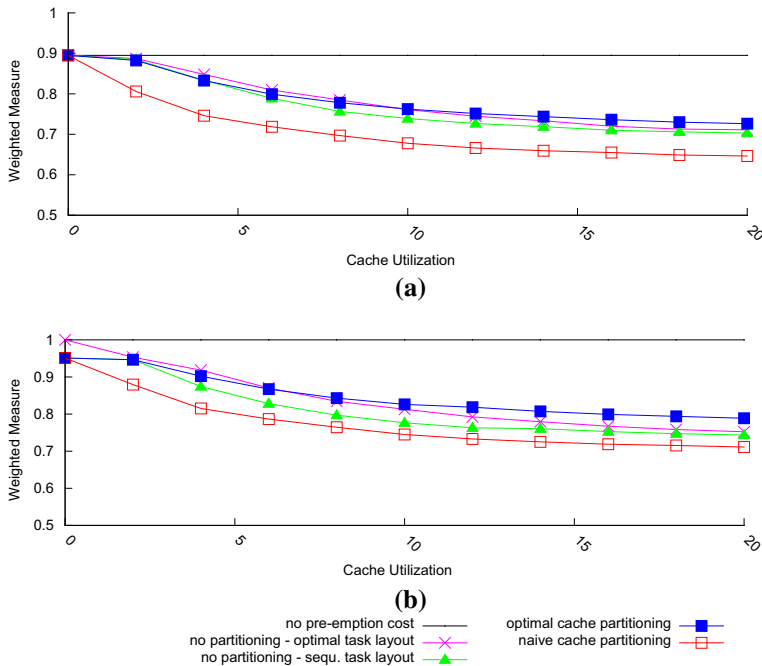 1
0.9
0.8
0.7
0.6
0.5
Weighted Measure
0
5
10
15
20
Cache Utilization
(a)
1
0.9
0.8
0.7
0.6
0.5
Weighted Measure
0
5
10
15
20
Cache Utilization
(b)
no pre-emption cost
no partitioning - optimal task layout
no partitioning - sequ. task layout
optimal cache partitioning
naive cache partitioning